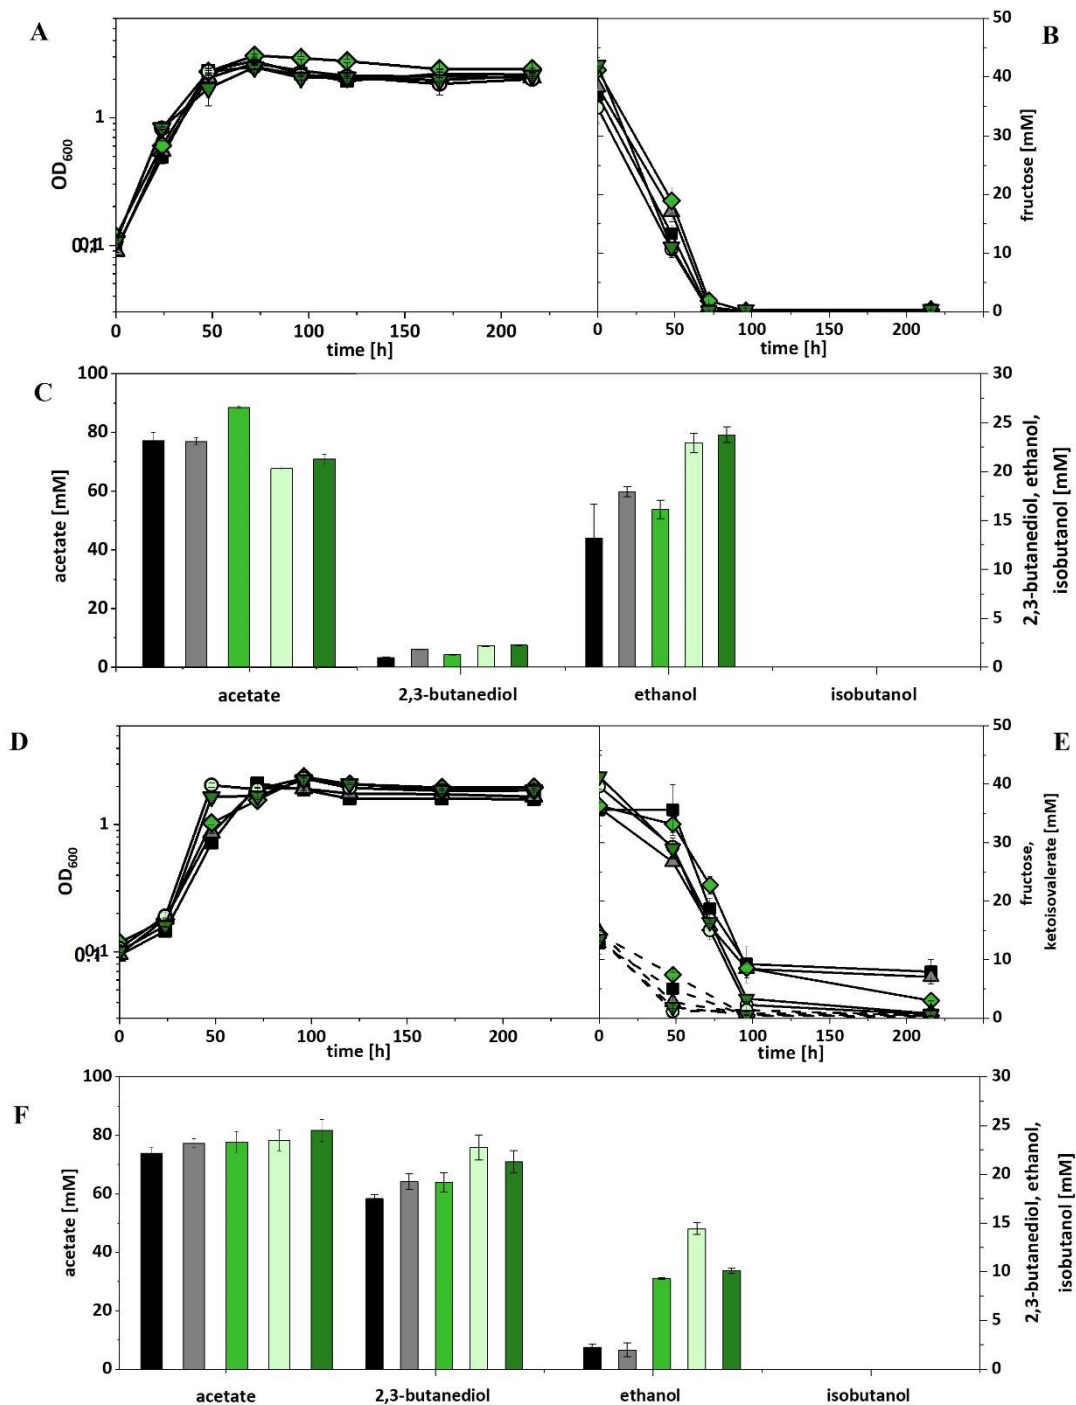 A
B
OD600
1
0.1
0.1
0
50
100
150
200
time [h]
50
40
30
20
10
0
fructose [mM]
0
50
100
150
200
time [h]
C
100
80
60
40
20
0
acetate [mM]
30
25
20
15
10
5
0
2,3-butanediol, ethanol,
isobutanol [mM]
acetate
2,3-butanediol
ethanol
isobutanol
D
E
OD600
1
0.1
0.1
0
50
100
150
200
time [h]
50
40
30
20
10
0
fructose,
ketoisovalerate [mM]
0
50
100
150
200
time [h]
F
100
80
60
40
20
0
acetate [mM]
30
25
20
15
10
5
0
2,3-butanediol, ethanol,
isobutanol [mM]
acetate
2,3-butanediol
ethanol
isobutanol